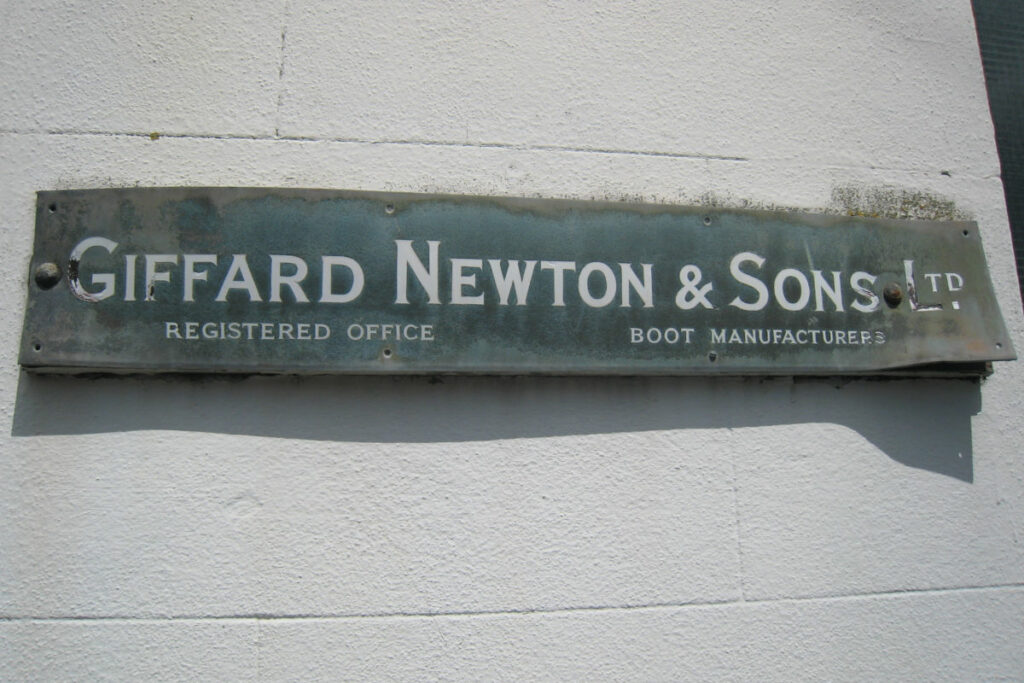 GIFFARD NEWTON & SONS LTD.
REGISTERED OFFICE BOOT MANUFACTURERS